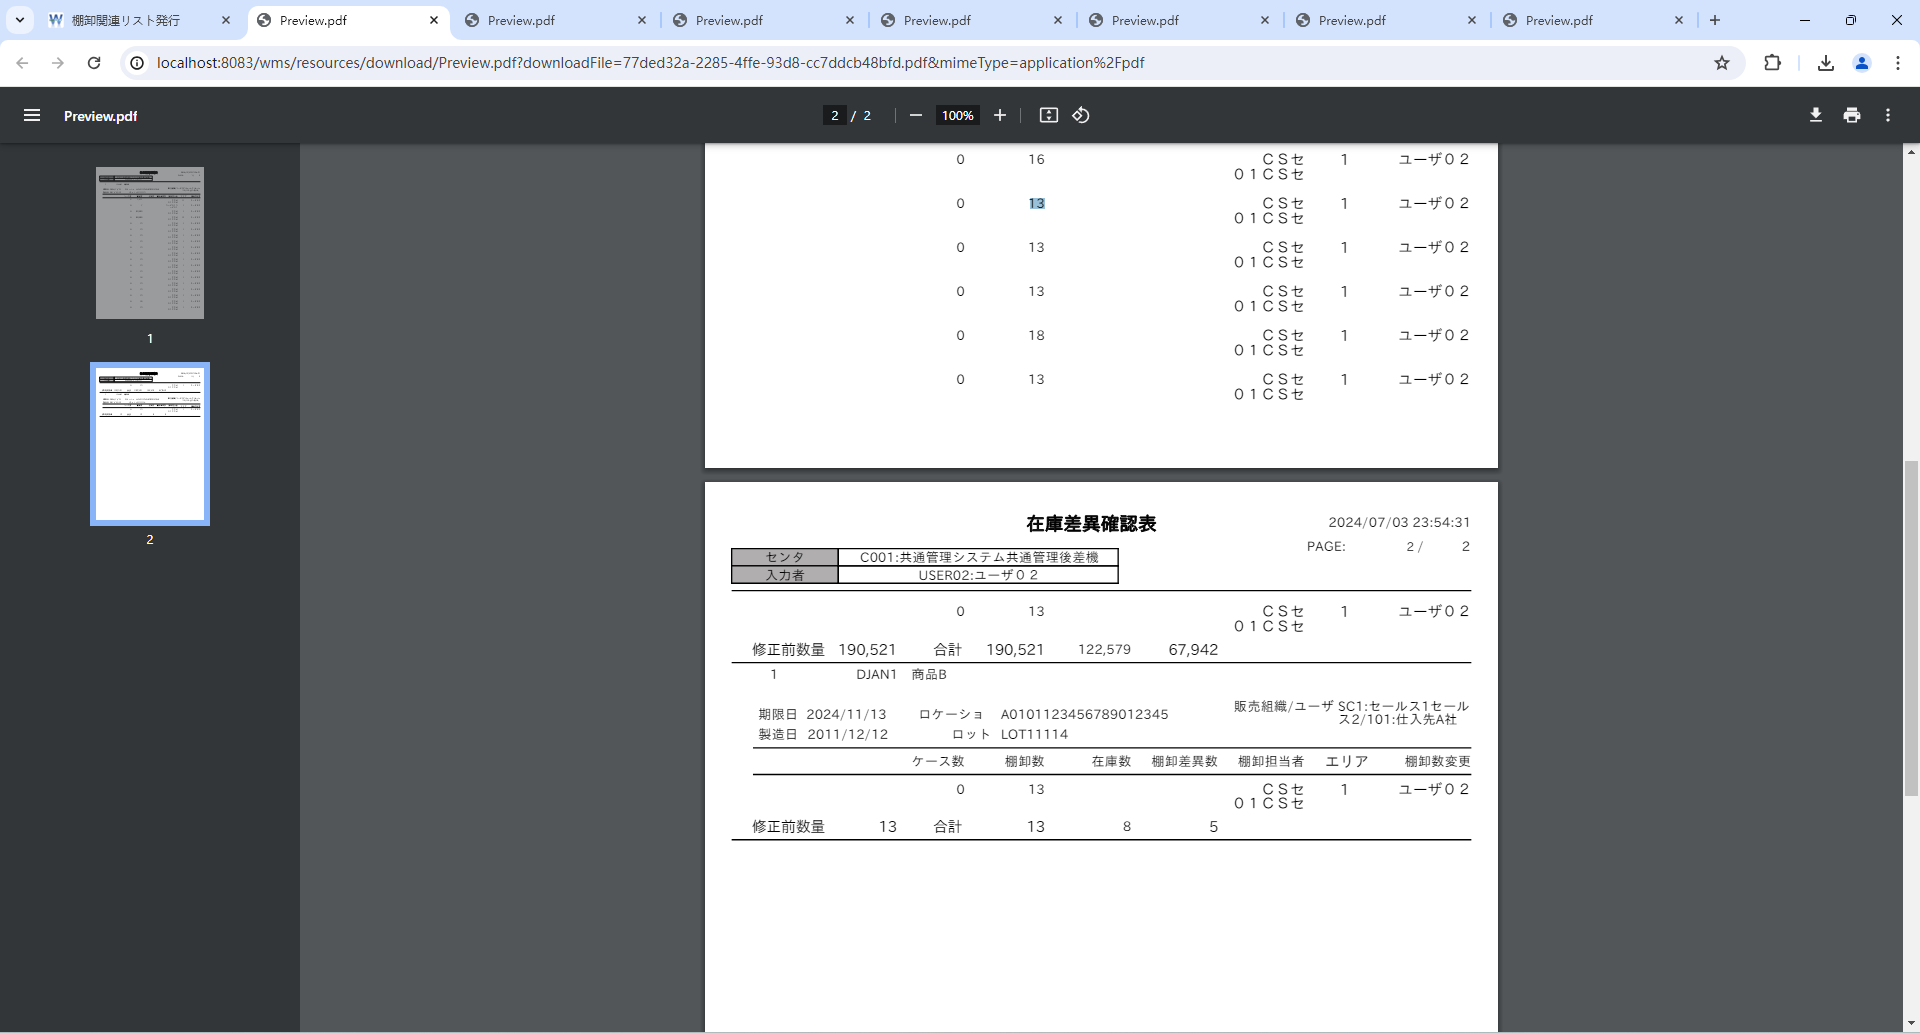 棚卸関連リスト発行 Preview.pdf Preview.pdf Preview.pdf Preview.pdf Preview.pdf Preview.pdf Preview.pdf
localhost:8083/wms/resources/download/Preview.pdf?downloadFile=77ded32a-2285-4ffe-93d8-cc7ddcb48bfd.pdf&mimeType=application%2Fpdf
Preview.pdf 2 / 2 100%
1
2
0 16 ＣＳセ 1 ユーザ０２
０１ＣＳセ
0 13 ＣＳセ 1 ユーザ０２
０１ＣＳセ
0 13 ＣＳセ 1 ユーザ０２
０１ＣＳセ
0 13 ＣＳセ 1 ユーザ０２
０１ＣＳセ
0 18 ＣＳセ 1 ユーザ０２
０１ＣＳセ
0 13 ＣＳセ 1 ユーザ０２
０１ＣＳセ
在庫差異確認表 2024/07/03 23:54:31
PAGE: 2 / 2
センタ C001:共通管理システム共通管理後差機
入力者 USER02:ユーザ０２
0 13 ＣＳセ 1 ユーザ０２
０１ＣＳセ
修正前数量 190,521 合計 190,521 122,579 67,942
1 DJAN1 商品B
販売組織/ユーザ SC1:セールス1セール
ス2/101:仕入先A社
期限日 2024/11/13 ロケーショ A0101123456789012345
製造日 2011/12/12 ロット LOT11114
ケース数 棚卸数 在庫数 棚卸差異数 棚卸担当者 エリア 棚卸数変更
0 13 ＣＳセ 1 ユーザ０２
０１ＣＳセ
修正前数量 13 合計 13 8 5